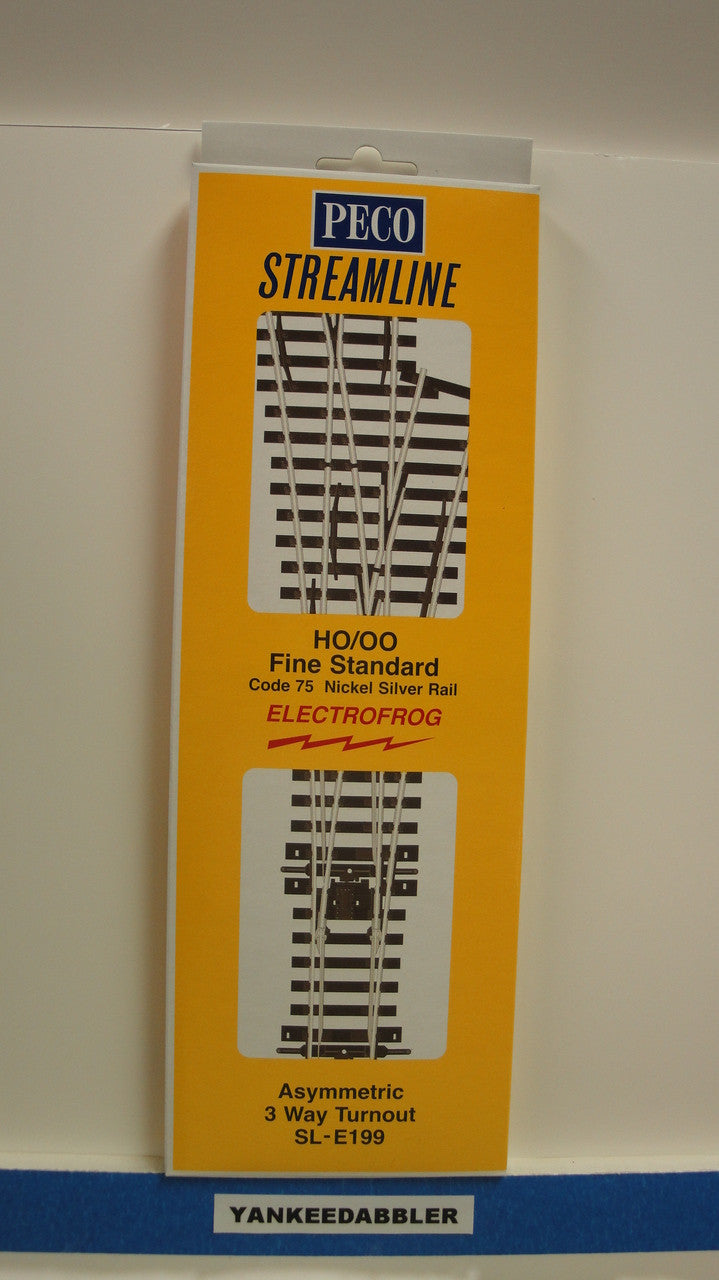 PECO
STREAMLINE
HO/OO
Fine Standard
Code 75 Nickel Silver Rail
ELECTROFROG
Asymmetric
3 Way Turnout
SL-E199
YANKEEDABBLER